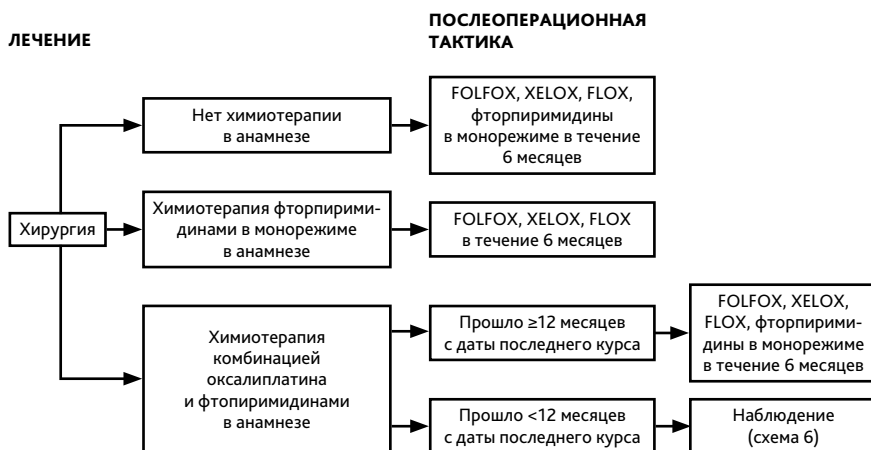 ЛЕЧЕНИЕ
ПОСЛЕОПЕРАЦИОННАЯ
ТАКТИКА
Хирургия
Нет химиотерапии
в анамнезе
FOLFOX, XELOX, FLOX,
фторпиримидины
в монорежиме в течение
6 месяцев
Химиотерапия фторпирими-
динами в монорежиме
в анамнезе
FOLFOX, XELOX, FLOX
в течение 6 месяцев
Химиотерапия
комбинацией
оксалиплатина
и фтопиримидинами
в анамнезе
Прошло ≥12 месяцев
с даты последнего курса
FOLFOX, XELOX,
FLOX, фторпирими-
дины в монорежиме
в течение 6 месяцев
Прошло <12 месяцев
с даты последнего курса
Наблюдение
(схема 6)